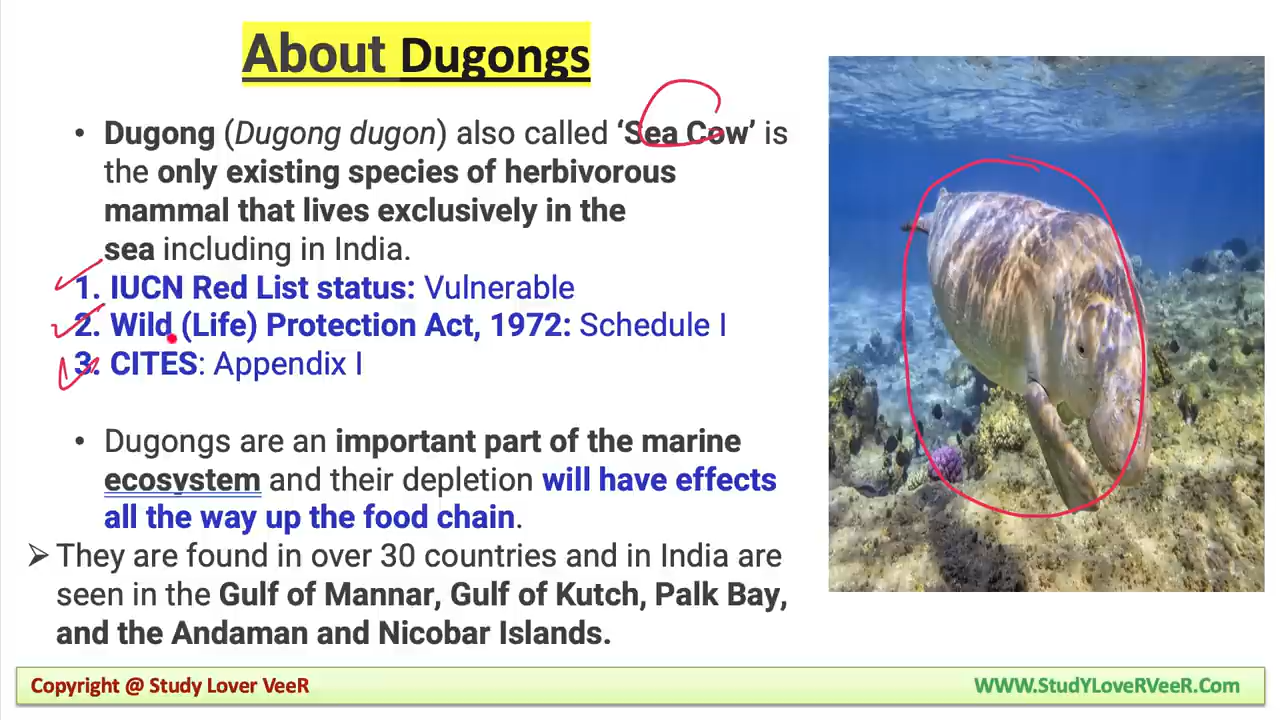 About Dugongs
• Dugong (Dugong dugon) also called ‘Sea Cow’ is
the only existing species of herbivorous
mammal that lives exclusively in the
sea including in India.
1. IUCN Red List status: Vulnerable
2. Wild (Life) Protection Act, 1972: Schedule I
3. CITES: Appendix I
• Dugongs are an important part of the marine
ecosystem and their depletion will have effects
all the way up the food chain.
➢ They are found in over 30 countries and in India are
seen in the Gulf of Mannar, Gulf of Kutch, Palk Bay,
and the Andaman and Nicobar Islands.
Copyright @ Study Lover VeeR
WWW.StudYLoveRVeeR.Com